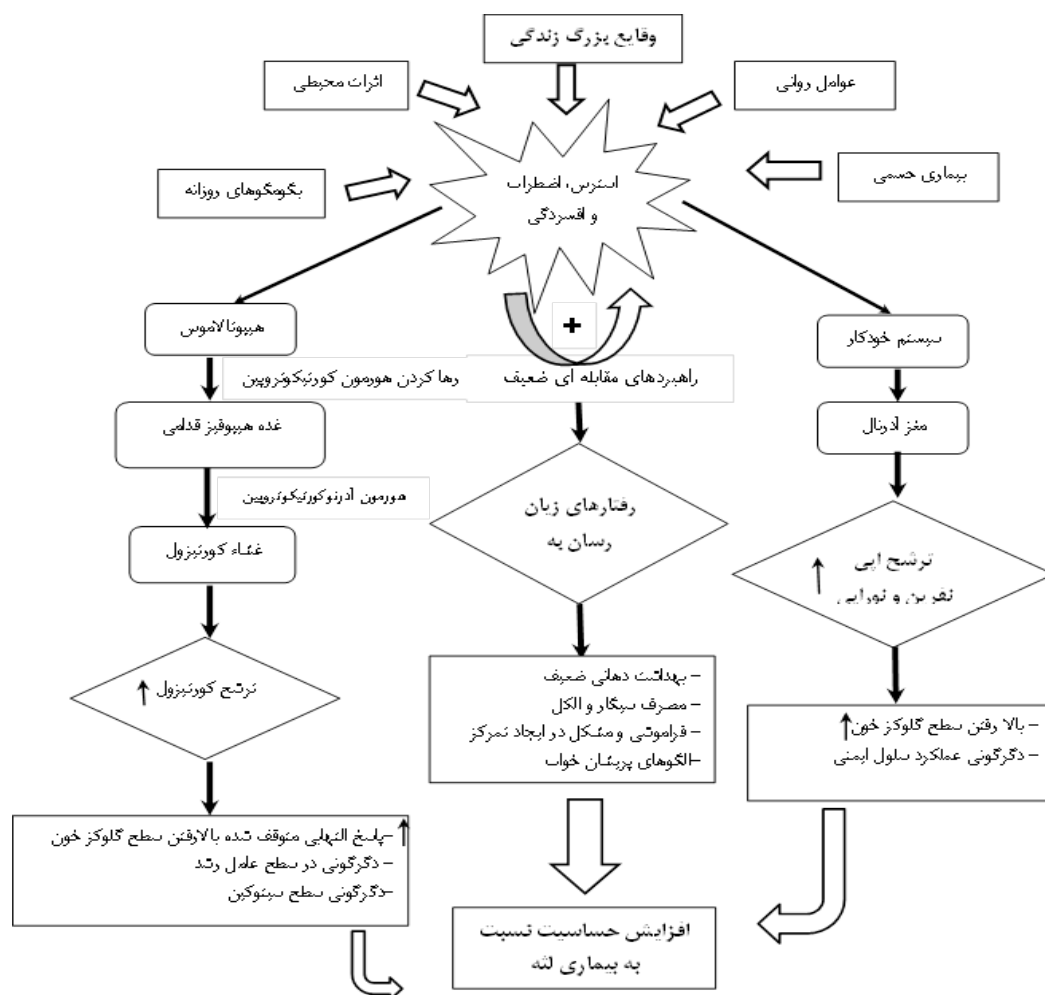 وقایع بزرگ زندگی
اثرات محیطی
عوامل روانی
بگومگوهای روزانه
استرس، اضطراب
و افسردگی
بیماری جسمی
هیپوتالاموس
+
سیستم خودکار
رها کردن هورمون کورتیکوتروپین
راهبردهای مقابله ای ضعیف
غده هیپوفیز قدامی
مغز آدرنال
هورمون آدرنوکورتیکوتروپین
رفتارهای زیان
رسان به
غشاء کورتیزول
ترشح اپی
نفرین و نوراپی
ترشح کورتیزول
– بهداشت دهانی ضعیف
– مصرف سیگار و الکل
– فراموشی و مشکل در ایجاد تمرکز
–الگوهای پریشان خواب
– بالا رفتن سطح گلوکز خون
– دگرگونی عملکرد سلول ایمنی
–پاسخ التهابی متوقف شده بالارفتن سطح گلوکز خون
–دگرگونی در سطح عامل رشد
–دگرگونی سطح سیتوکین
افزایش حساسیت نسبت
به بیماری لثه